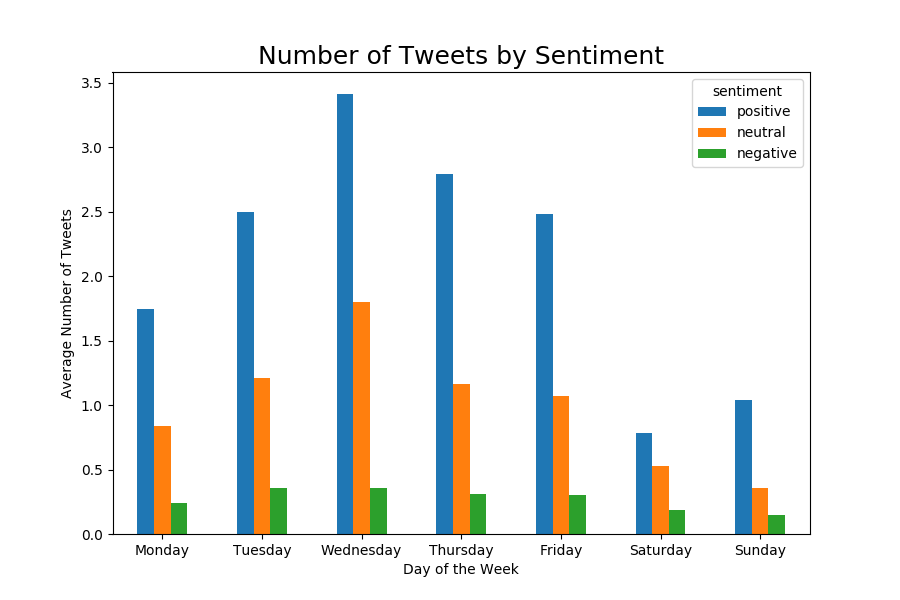 Number of Tweets by Sentiment
sentiment
positive
neutral
negative
Average Number of Tweets
3.5
3.0
2.5
2.0
1.5
1.0
0.5
0.0
Monday Tuesday Wednesday Thursday Friday Saturday Sunday
Day of the Week